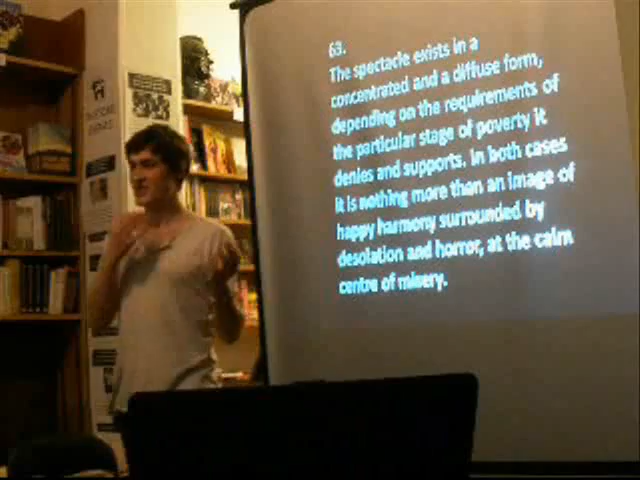 63.
The spectacle exists in a
concentrated and a diffuse form,
depending on the requirements of
the particular stage of poverty it
denies and supports. In both cases
it is nothing more than an image of
happy harmony surrounded by
desolation and horror, at the calm
centre of misery.